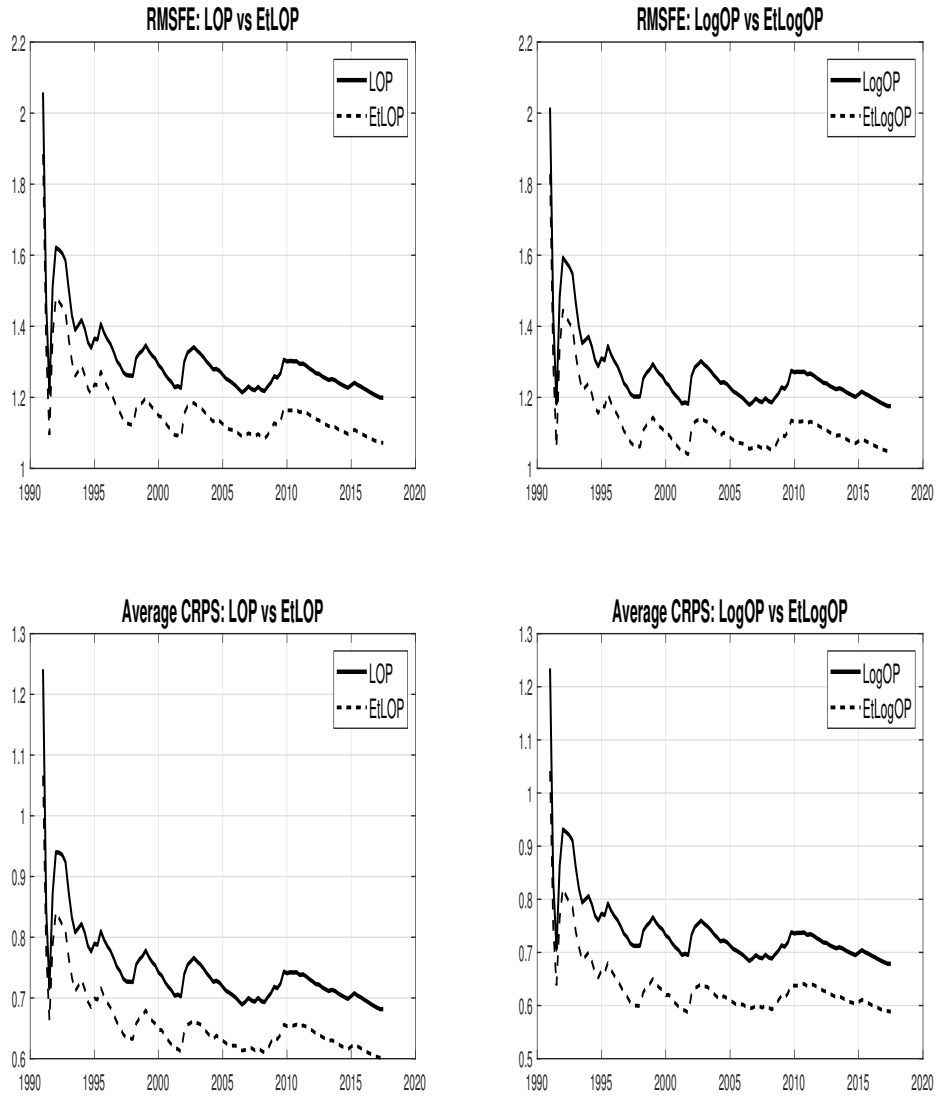 RMSFE: LOP vs EtLOP
2.2
2
1.8
1.6
1.4
1.2
1
1990 1995 2000 2005 2010 2015 2020
LOP
EtLOP
RMSFE: LogOP vs EtLogOP
2.2
2
1.8
1.6
1.4
1.2
1
1990 1995 2000 2005 2010 2015 2020
LogOP
EtLogOP
Average CRPS: LOP vs EtLOP
1.3
1.2
1.1
1
0.9
0.8
0.7
0.6
1990 1995 2000 2005 2010 2015 2020
LOP
EtLOP
Average CRPS: LogOP vs EtLogOP
1.3
1.2
1.1
1
0.9
0.8
0.7
0.6
0.5
1990 1995 2000 2005 2010 2015 2020
LogOP
EtLogOP